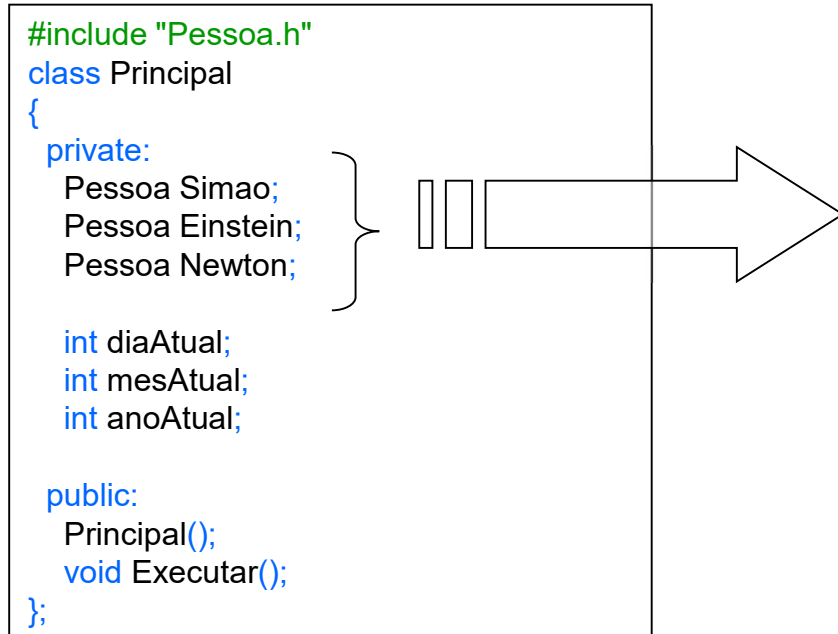 #include "Pessoa.h"
class Principal
{
private:
Pessoa Simao;
Pessoa Einstein;
Pessoa Newton;
int diaAtual;
int mesAtual;
int anoAtual;
public:
Principal();
void Executar();
};